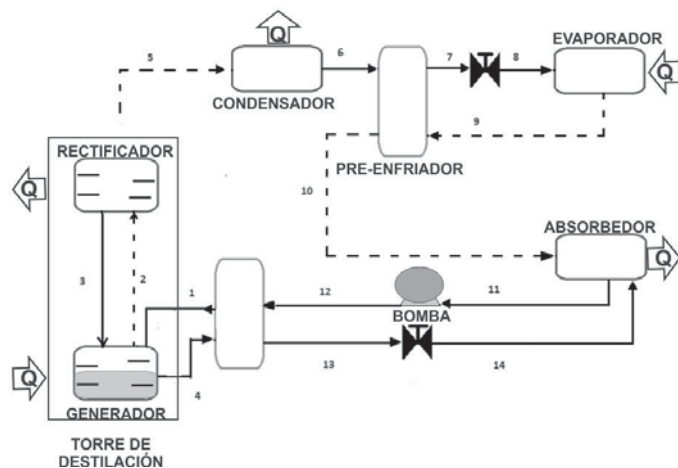 Q
5
6
7
8
EVAPORADOR
Q
CONDENSADOR
9
RECTIFICADOR
PRE-ENFRIADOR
Q
10
ABSORBEDOR
Q
3
2
1
12
11
BOMBA
13
14
Q
4
GENERADOR
TORRE DE
DESTILACIÓN